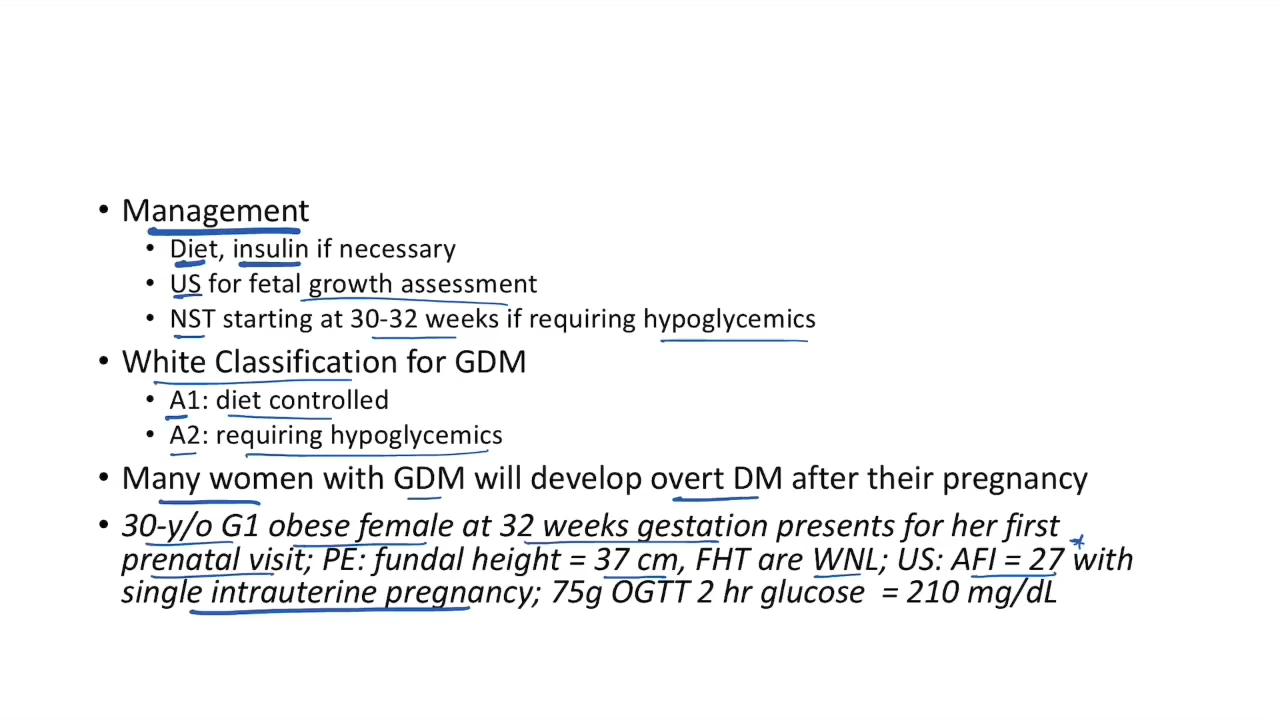 • Management
• Diet, insulin if necessary
• US for fetal growth assessment
• NST starting at 30-32 weeks if requiring hypoglycemics
• White Classification for GDM
• A1: diet controlled
• A2: requiring hypoglycemics
• Many women with GDM will develop overt DM after their pregnancy
• 30-y/o G1 obese female at 32 weeks gestation presents for her first
prenatal visit; PE: fundal height = 37 cm, FHT are WNL; US: AFI = 27 with
single intrauterine pregnancy; 75g OGTT 2 hr glucose = 210 mg/dL